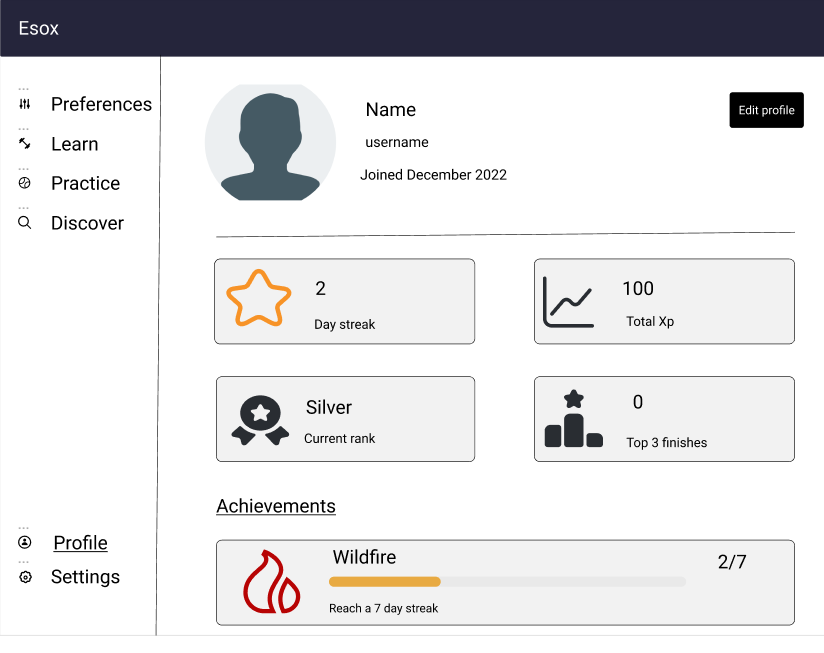 Esox
Preferences
Learn
Practice
Discover
Profile
Settings
Name
username
Joined December 2022
Edit profile
2
Day streak
100
Total Xp
Silver
Current rank
0
Top 3 finishes
Achievements
Wildfire
2/7
Reach a 7 day streak